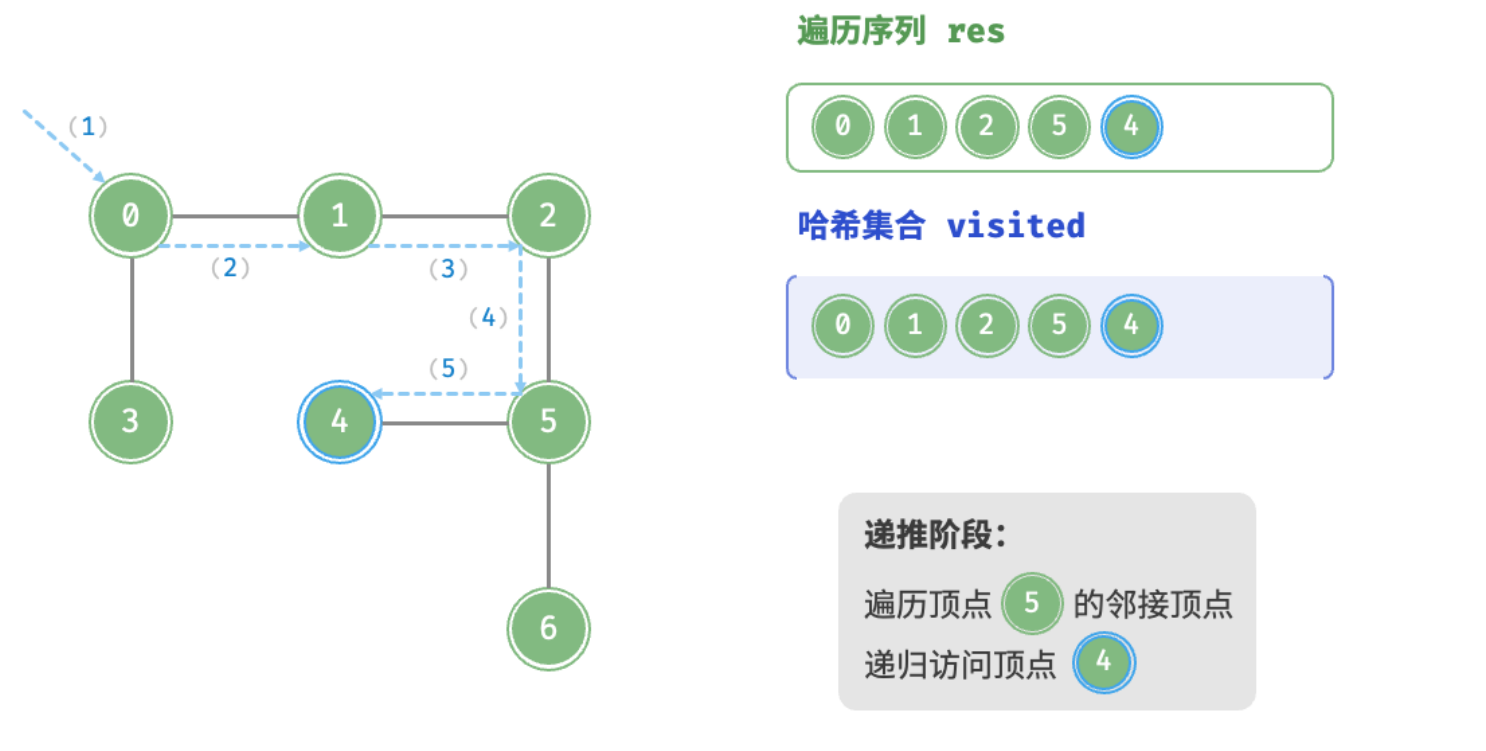 遍历序列 res
0 1 2 5 4
哈希集合 visited
0 1 2 5 4
(1)
0 1 2
(2) (3)
(4)
(5)
3 4 5
6
递推阶段：
遍历顶点 5 的邻接顶点
递归访问顶点 4